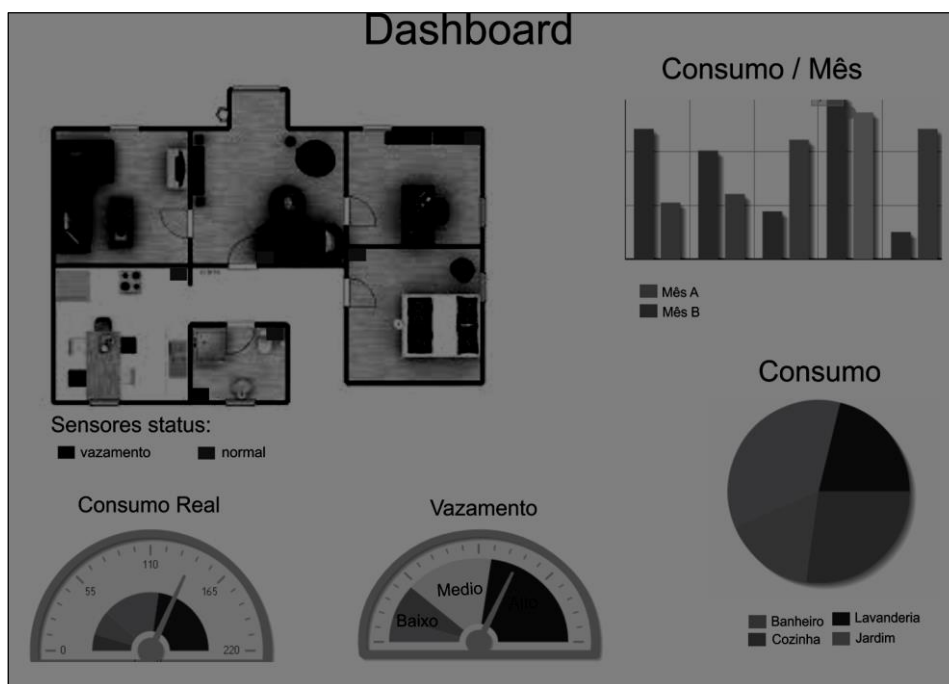 Dashboard
Consumo / Mês
Mês A
Mês B
Sensores status:
vazamento
normal
Consumo
Banheiro
Lavanderia
Cozinha
Jardim
Consumo Real
0
55
110
165
220
Vazamento
Baixo
Medio
Alto